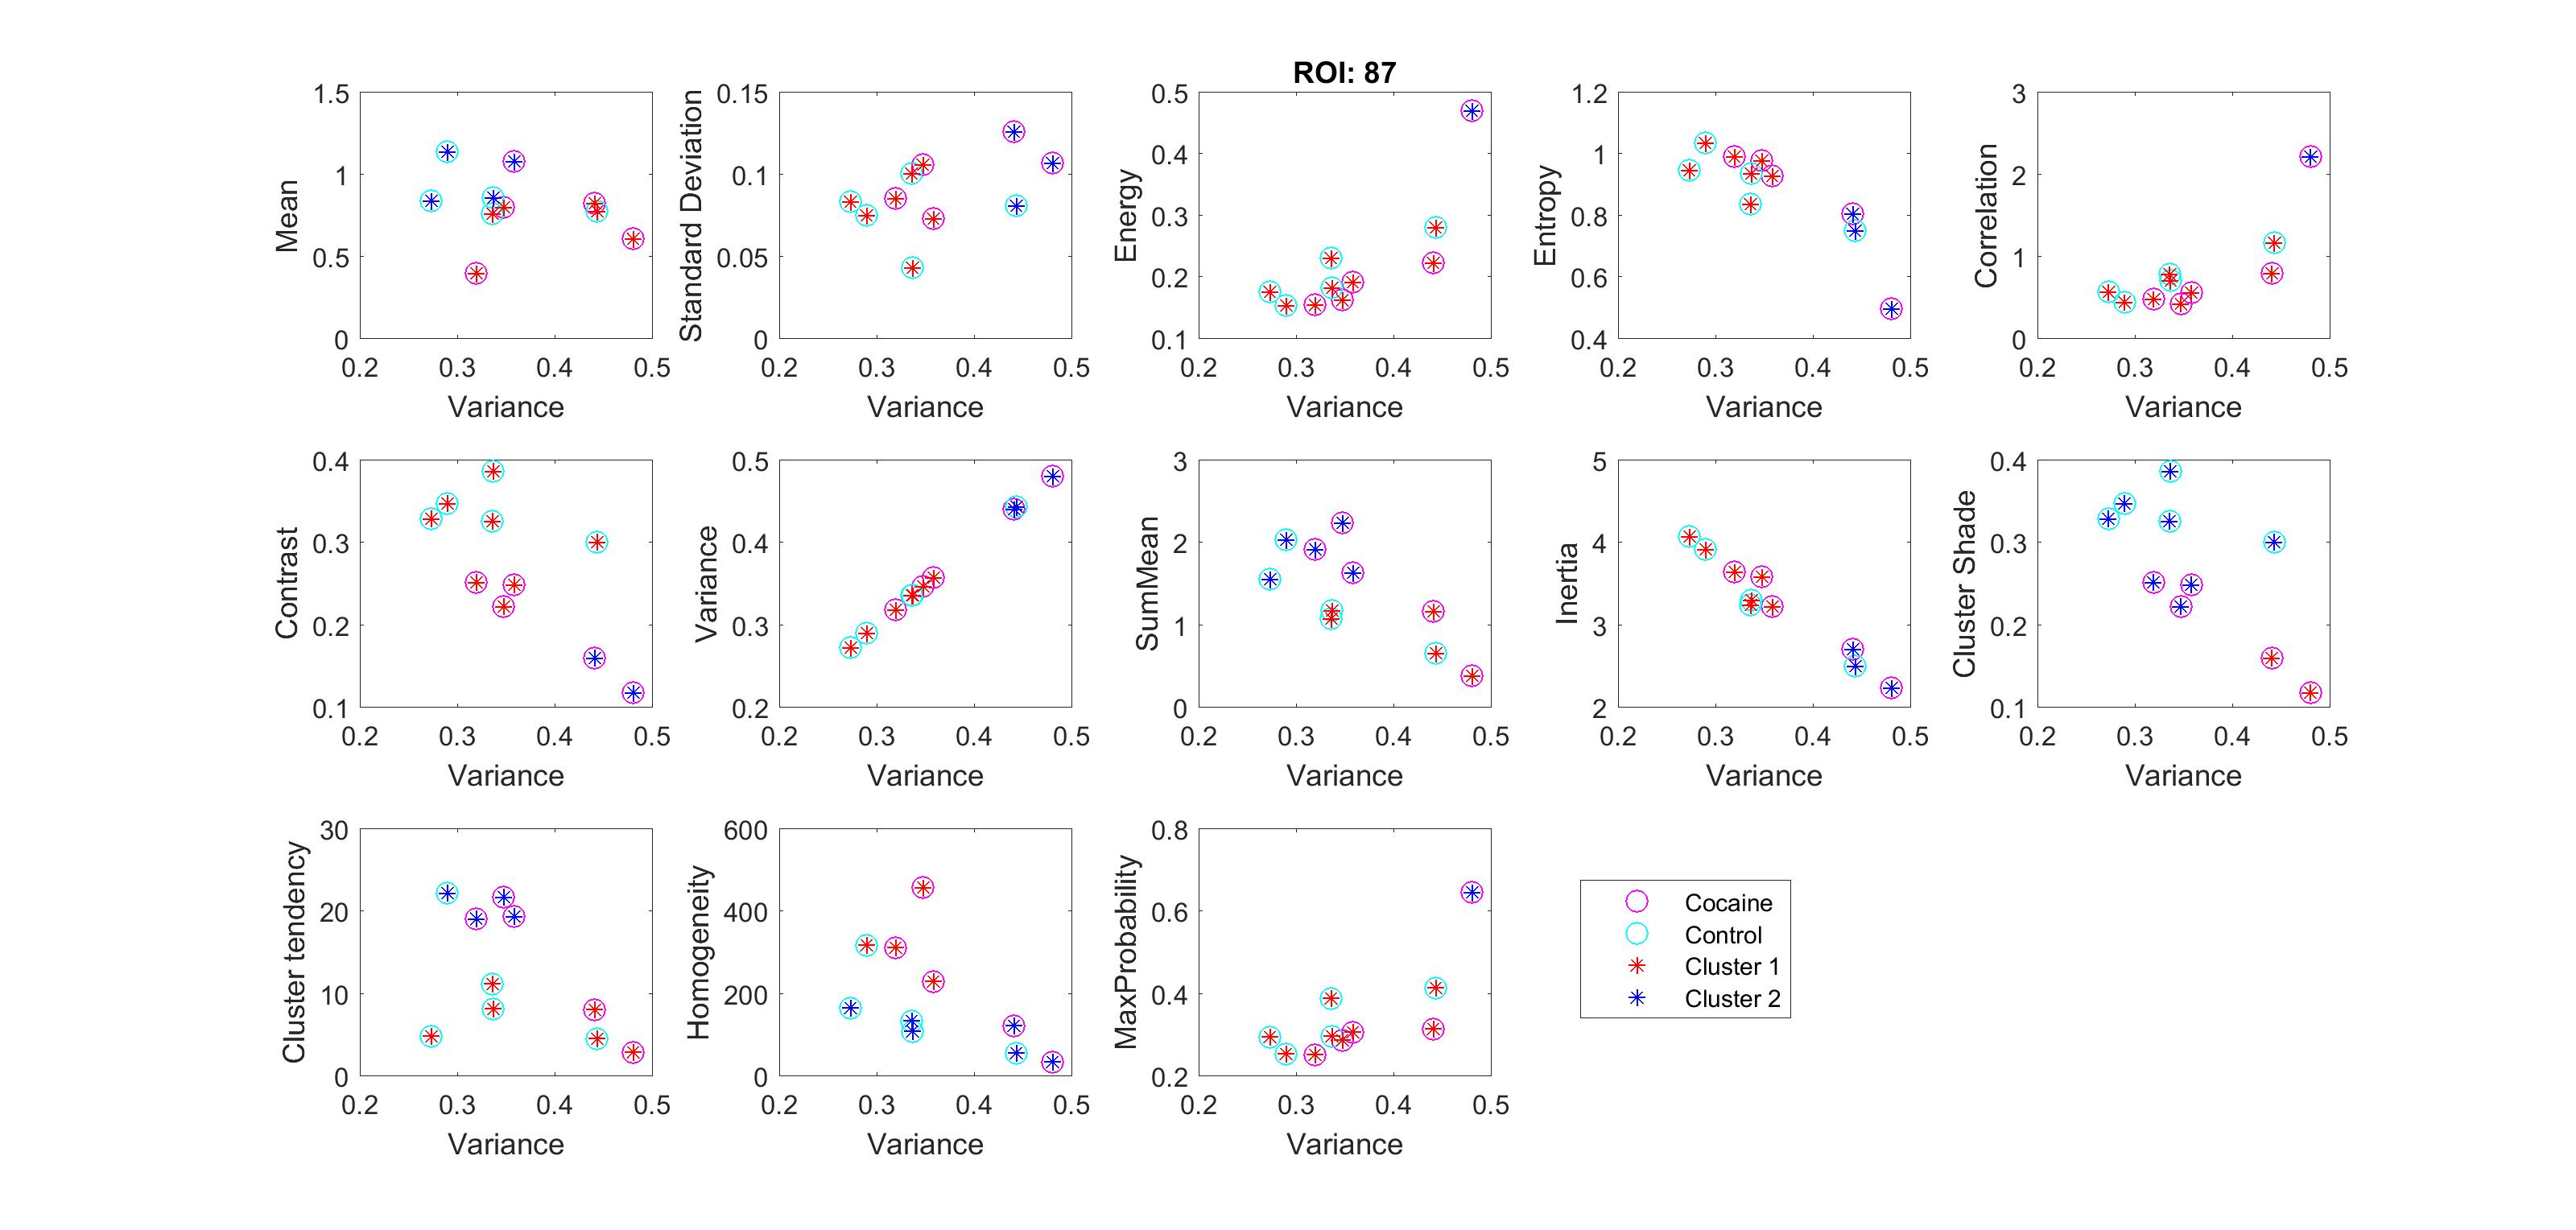 ROI: 87
1.5
1
0.5
0
Mean
0.2 0.3 0.4 0.5
Variance
0.15
0.1
0.05
0
Standard Deviation
0.2 0.3 0.4 0.5
Variance
0.5
0.4
0.3
0.2
0.1
Energy
0.2 0.3 0.4 0.5
Variance
1.2
1
0.8
0.6
0.4
Entropy
0.2 0.3 0.4 0.5
Variance
3
2
1
0
Correlation
0.2 0.3 0.4 0.5
Variance
0.4
0.3
0.2
0.1
Contrast
0.2 0.3 0.4 0.5
Variance
0.5
0.4
0.3
0.2
Variance
0.2 0.3 0.4 0.5
Variance
3
2
1
0
SumMean
0.2 0.3 0.4 0.5
Variance
5
4
3
2
Inertia
0.2 0.3 0.4 0.5
Variance
0.4
0.3
0.2
0.1
Cluster Shade
0.2 0.3 0.4 0.5
Variance
30
20
10
0
Cluster tendency
0.2 0.3 0.4 0.5
Variance
600
400
200
0
Homogeneity
0.2 0.3 0.4 0.5
Variance
0.8
0.6
0.4
0.2
MaxProbability
0.2 0.3 0.4 0.5
Variance
Cocaine
Control
Cluster 1
Cluster 2